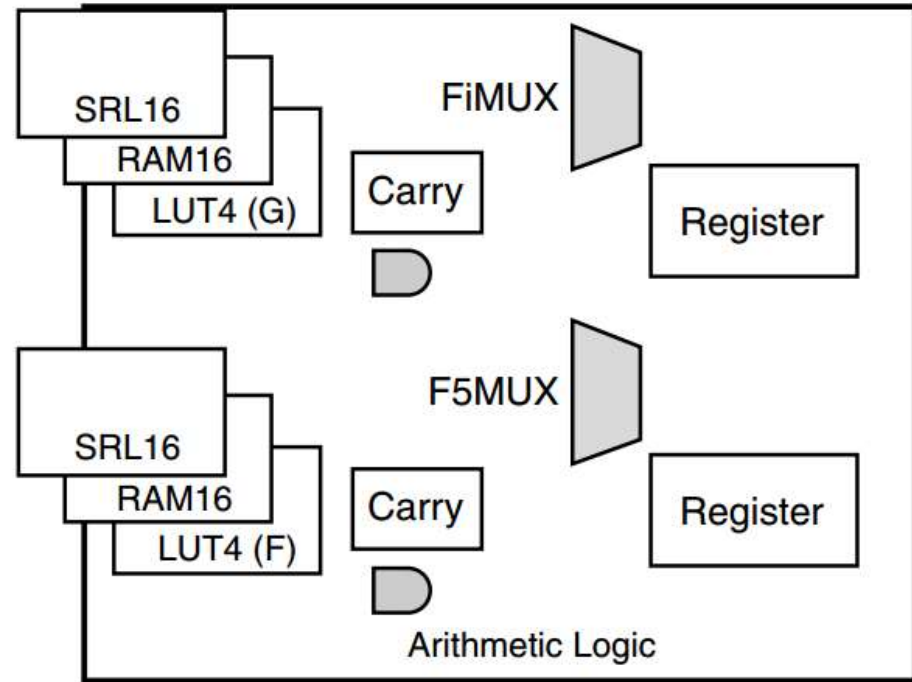 SRL16
RAM16
LUT4 (G)
Carry
FiMUX
Register
SRL16
RAM16
LUT4 (F)
Carry
F5MUX
Register
Arithmetic Logic